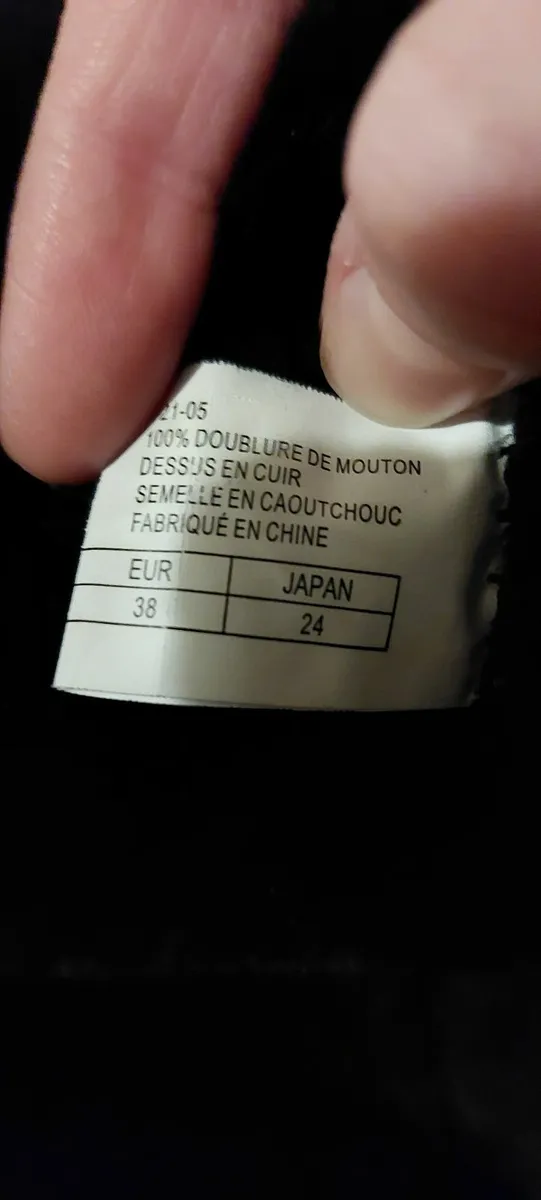 21-05
100% DOUBLURE DE MOUTON
DESSUS EN CUIR
SEMELLE EN CAOUTCHOUC
FABRIQUÉ EN CHINE
EUR JAPAN
38 24